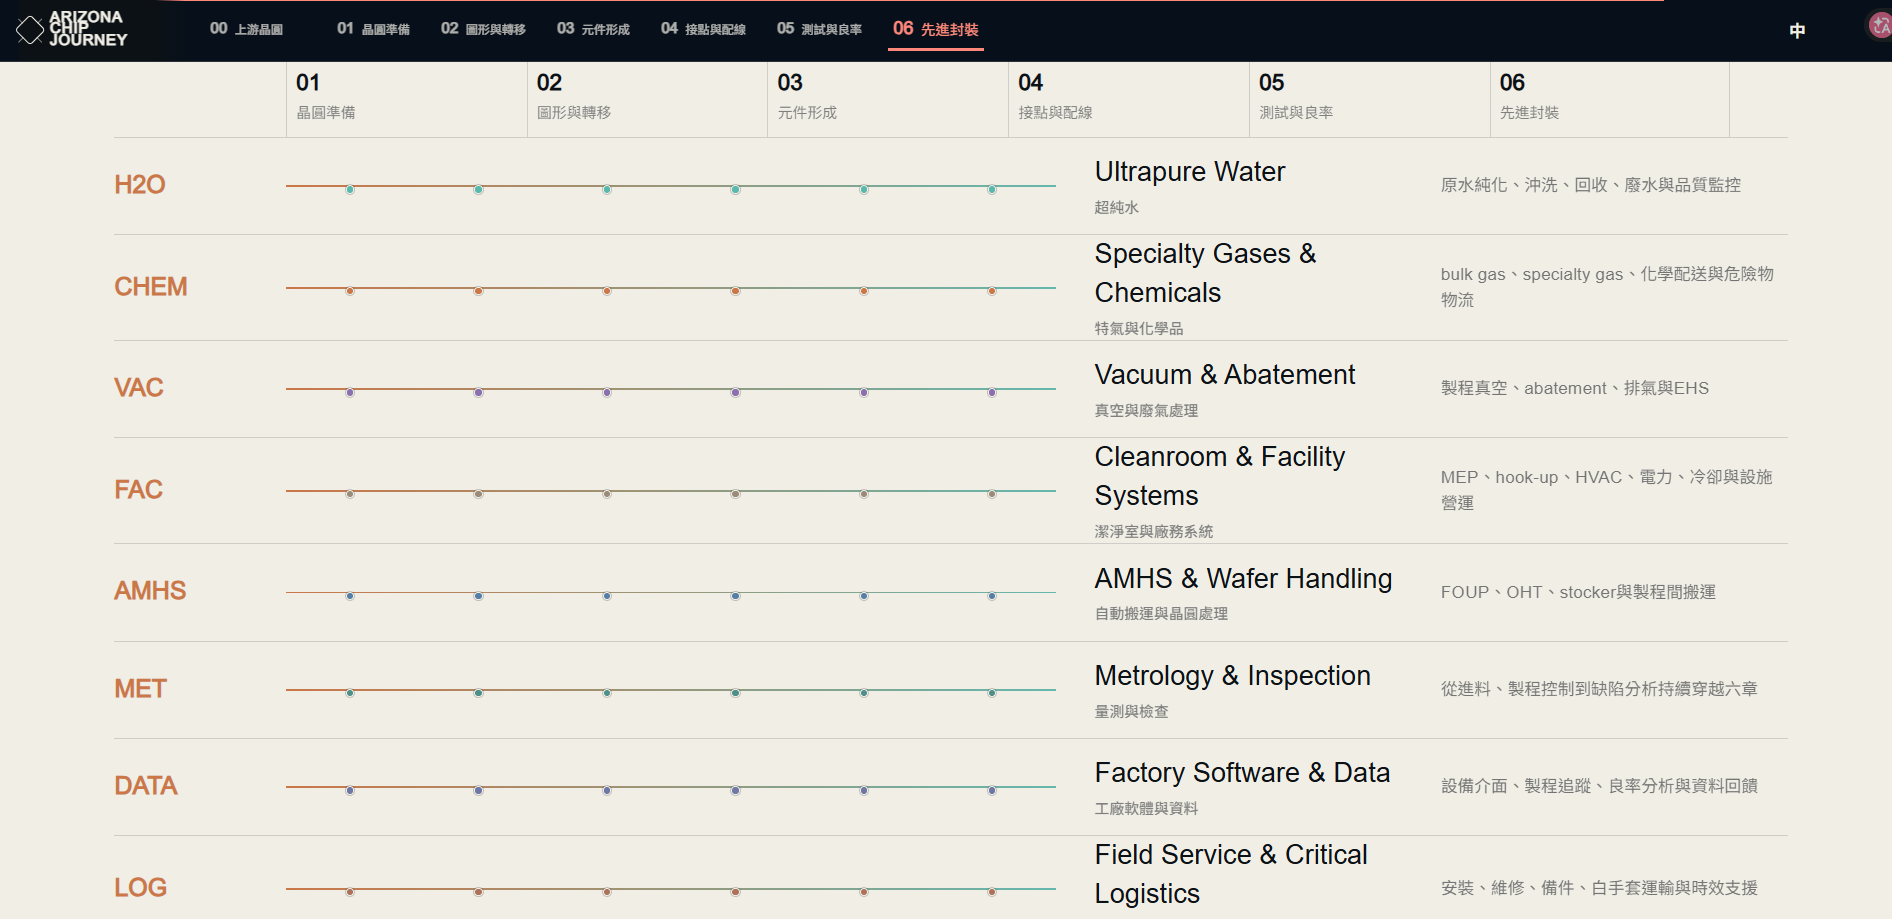 ARIZONA
CHIP
JOURNEY
00 上游晶圓
01 晶圓準備
02 圖形與轉移
03 元件形成
04 接點與配線
05 測試與良率
06 先進封裝
中
01
晶圓準備
02
圖形與轉移
03
元件形成
04
接點與配線
05
測試與良率
06
先進封裝
H2O
Ultrapure Water
超純水
原水純化、沖洗、回收、廢水與品質監控
CHEM
Specialty Gases &
Chemicals
特氣與化學品
bulk gas、specialty gas、化學配送與危險物
物流
VAC
Vacuum & Abatement
真空與廢氣處理
製程真空、abatement、排氣與EHS
FAC
Cleanroom & Facility
Systems
潔淨室與廠務系統
MEP、hook-up、HVAC、電力、冷卻與設施
營運
AMHS
AMHS & Wafer Handling
自動搬運與晶圓處理
FOUP、OHT、stocker與製程間搬運
MET
Metrology & Inspection
量測與檢查
從進料、製程控制到缺陷分析持續穿越六章
DATA
Factory Software & Data
工廠軟體與資料
設備介面、製程追蹤、良率分析與資料回饋
LOG
Field Service & Critical
Logistics
安裝、維修、備件、白手套運輸與時效支援